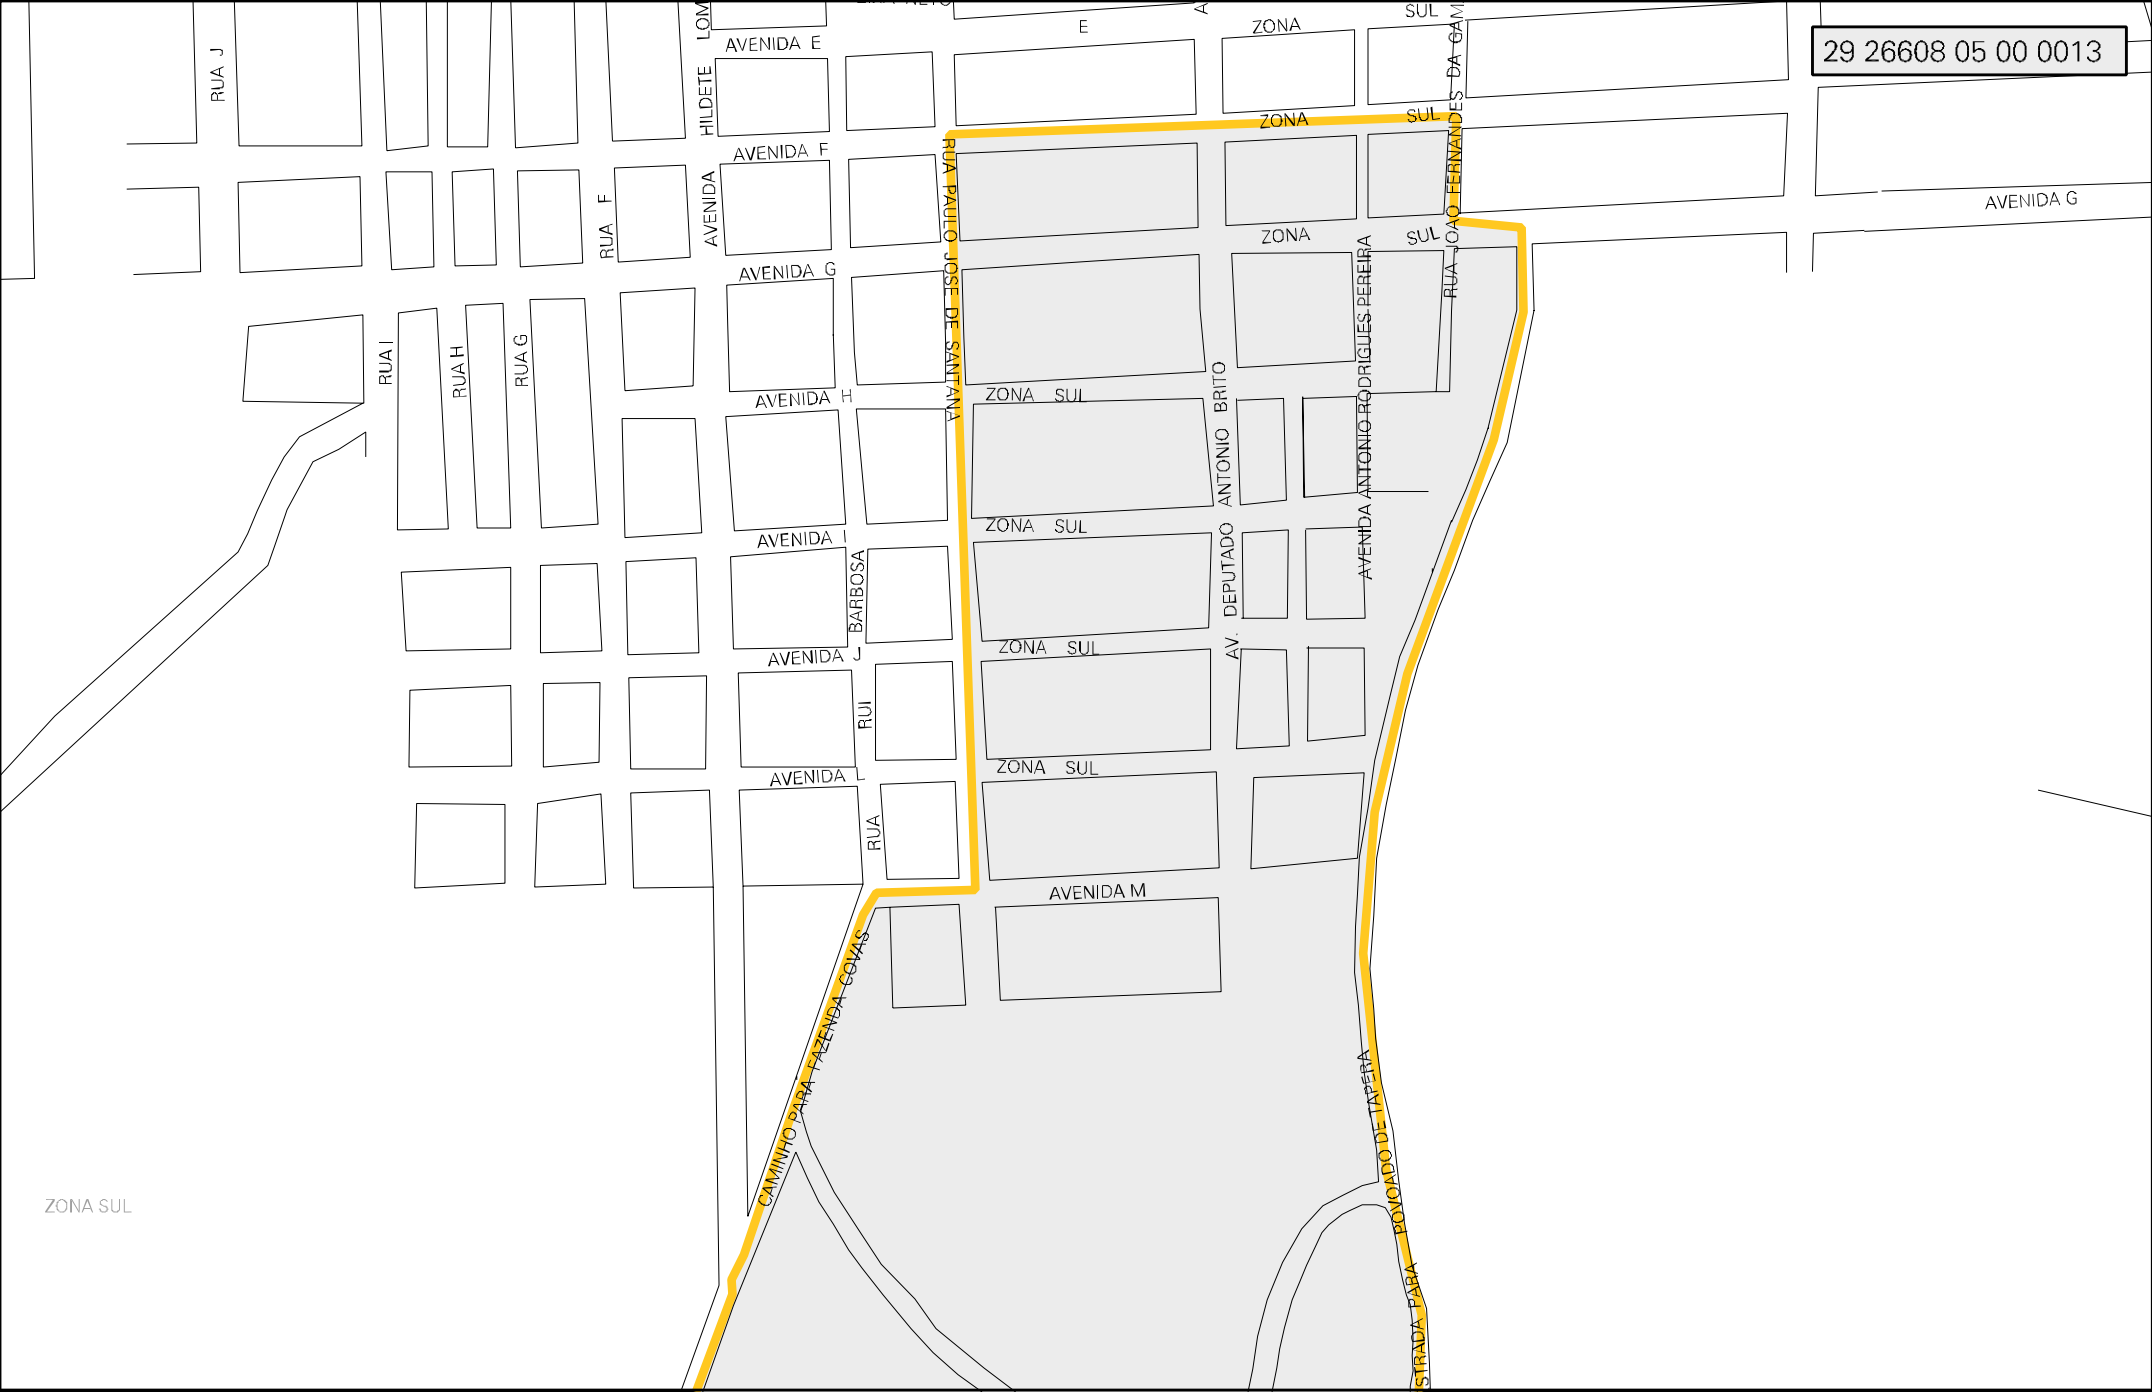 SUL
E
ZONA
29 26608 05 00 0013
AVENIDA E
RUA J
HILDETE
AVENIDA
ZONA SUL
AVENIDA F
RUA PAULO JOSE DE SANTANA
RUA JOAO FERNANDES DA GAM
AVENIDA G
RUA F
ZONA SUL
AVENIDA G
AVENIDA ANTONIO RODRIGUES PEREIRA
RUA I
RUA H
RUA G
AVENIDA H
ZONA SUL
AV. DEPUTADO ANTONIO BRITO
ZONA SUL
AVENIDA I
RUA RUI BARBOSA
ZONA SUL
AVENIDA J
ZONA SUL
AVENIDA L
AVENIDA M
CAMINHO PARA FAZENDA COVAS
STRADA PARA POVOADO DE TAPERA
ZONA SUL